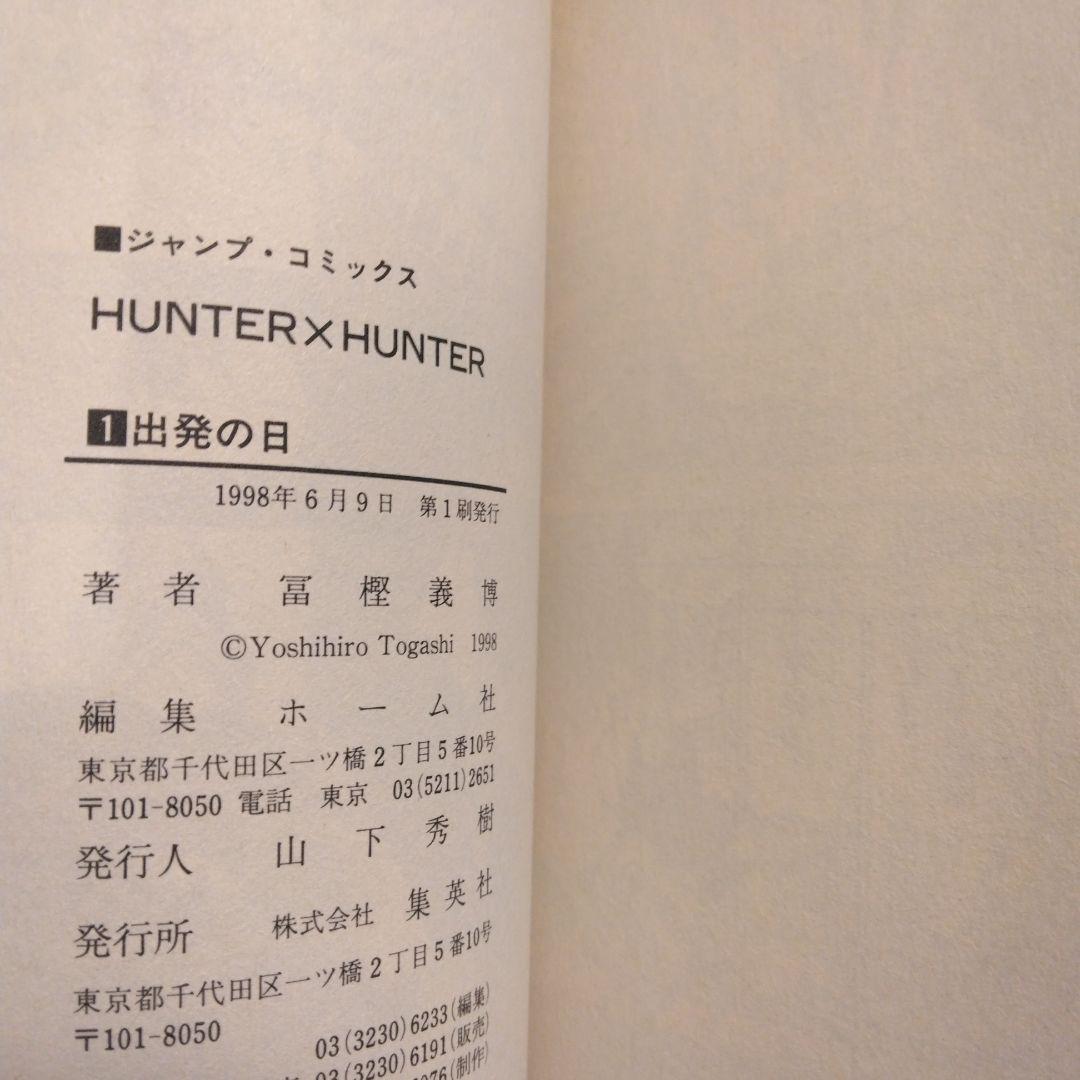 ■ジャンプ・コミックス
HUNTER×HUNTER
1出発の日
1998年6月9日 第1刷発行
著者 冨樫義博
©Yoshihiro Togashi 1998
編集 ホーム社
東京都千代田区一ツ橋2丁目5番10号
〒101-8050 電話 東京 03(5211)2651
発行人 山下秀樹
発行所 株式会社 集英社
東京都千代田区一ツ橋2丁目5番10号
〒101-8050
03(3230)6233(編集)
03(3230)6191(販売)
6076(制作)